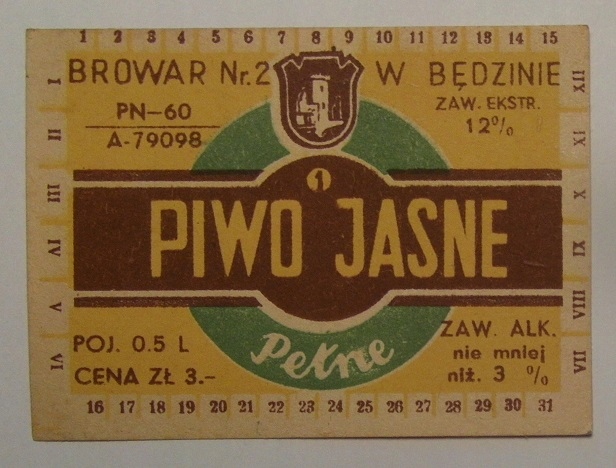 1 2 3 4 5 6 7 8 9 10 11 12 13 14 15
BROWAR Nr. 2 W BĘDZINIE
PN-60
A-79098
ZAW. EKSTR.
12%
I
II
III
IV
V
VI
XII
XI
X
IX
VIII
VII
1
PIWO JASNE
Pełne
POJ. 0.5 L
CENA ZŁ 3.-
ZAW. ALK.
nie mniej
niż. 3 %
16 17 18 19 20 21 22 23 24 25 26 27 28 29 30 31